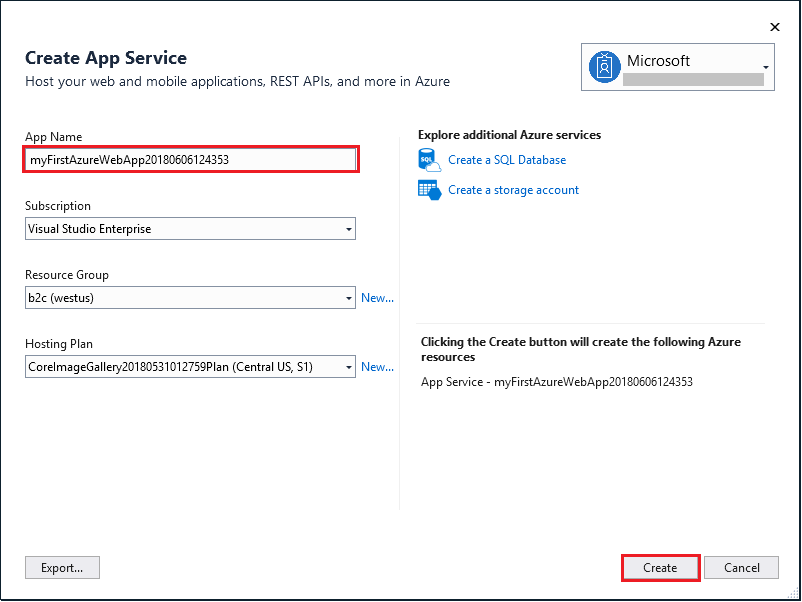 Create App Service
Host your web and mobile applications, REST APIs, and more in Azure
Microsoft
App Name
myFirstAzureWebApp20180606124353
Subscription
Visual Studio Enterprise
Resource Group
b2c (westus)
New...
Hosting Plan
CoreImageGallery20180531012759Plan (Central US, S1)
New...
Explore additional Azure services
SQL
Create a SQL Database
Create a storage account
Clicking the Create button will create the following Azure
resources
App Service - myFirstAzureWebApp20180606124353
Export...
Create
Cancel